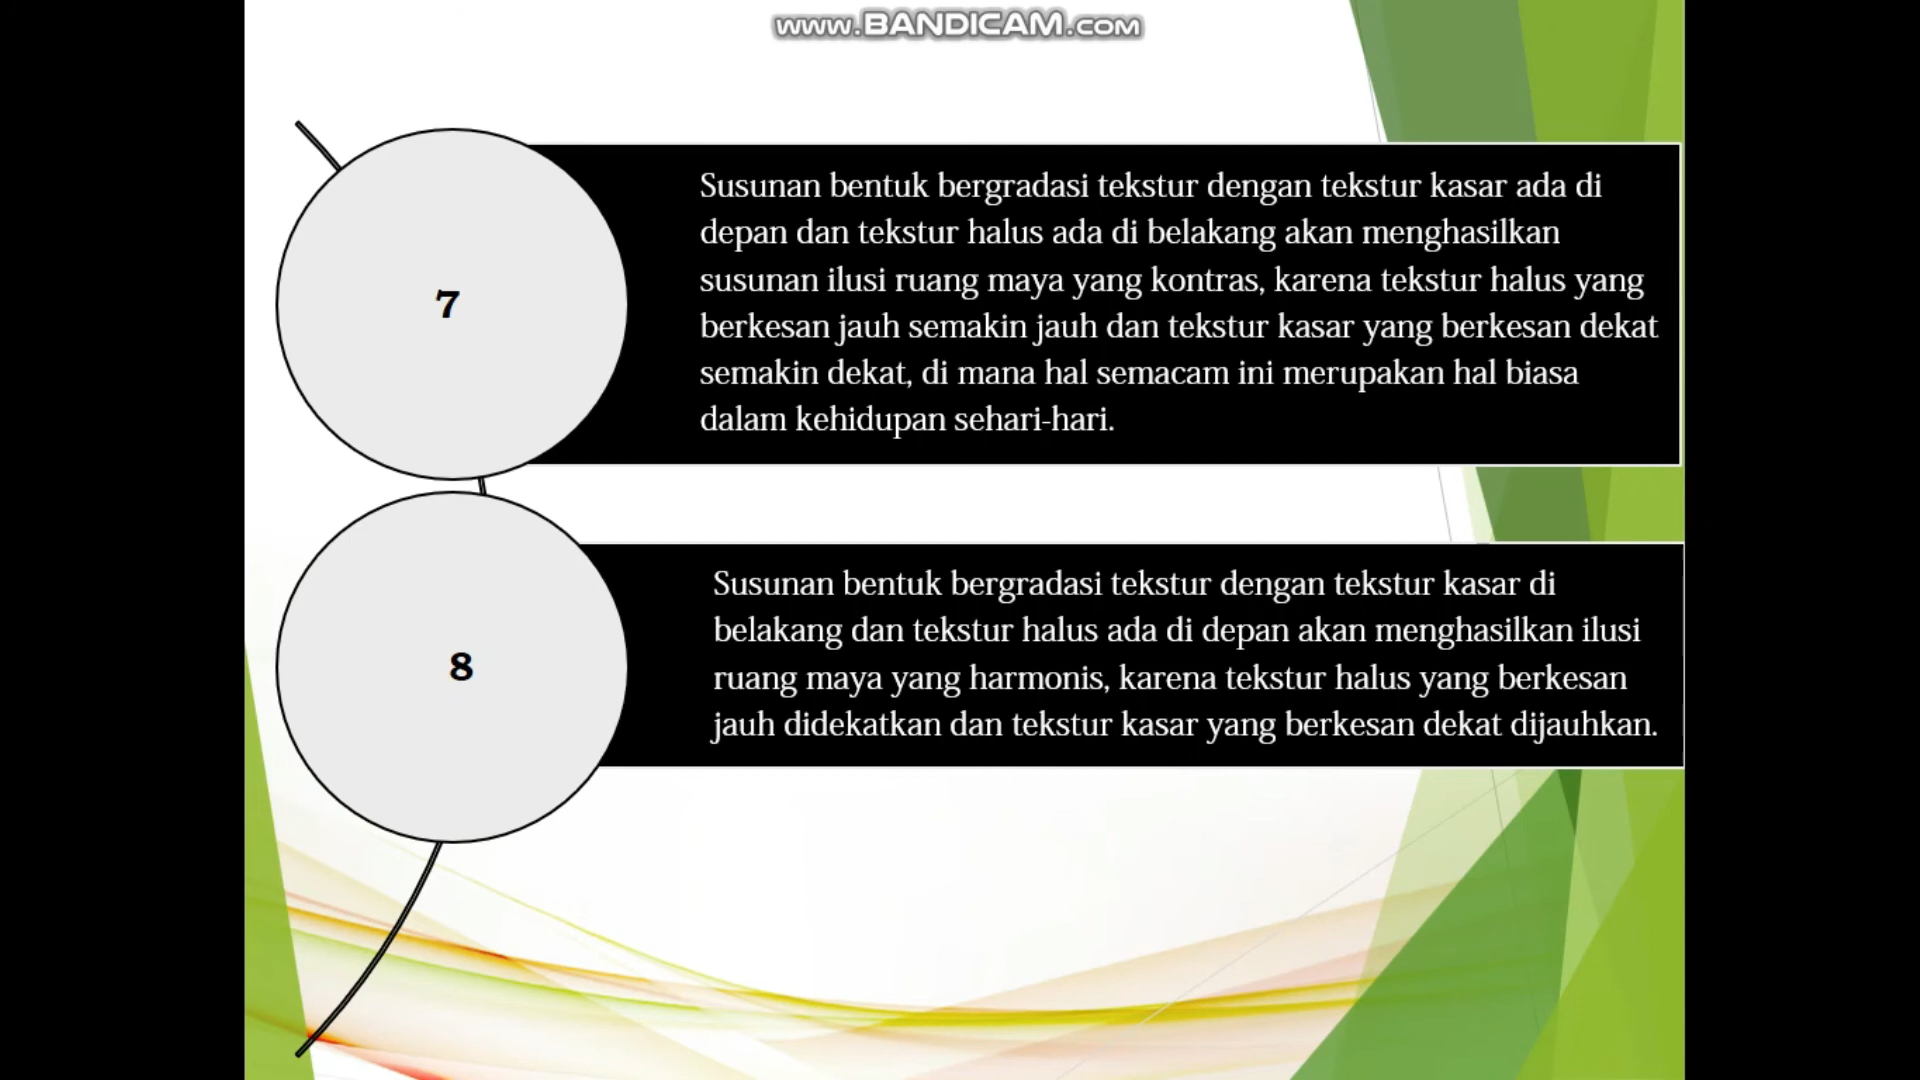 www.BANDICAM.com
7
Susunan bentuk bergradasi tekstur dengan tekstur kasar ada di
depan dan tekstur halus ada di belakang akan menghasilkan
susunan ilusi ruang maya yang kontras, karena tekstur halus yang
berkesan jauh semakin jauh dan tekstur kasar yang berkesan dekat
semakin dekat, di mana hal semacam ini merupakan hal biasa
dalam kehidupan sehari-hari.
8
Susunan bentuk bergradasi tekstur dengan tekstur kasar di
belakang dan tekstur halus ada di depan akan menghasilkan ilusi
ruang maya yang harmonis, karena tekstur halus yang berkesan
jauh didekatkan dan tekstur kasar yang berkesan dekat dijauhkan.